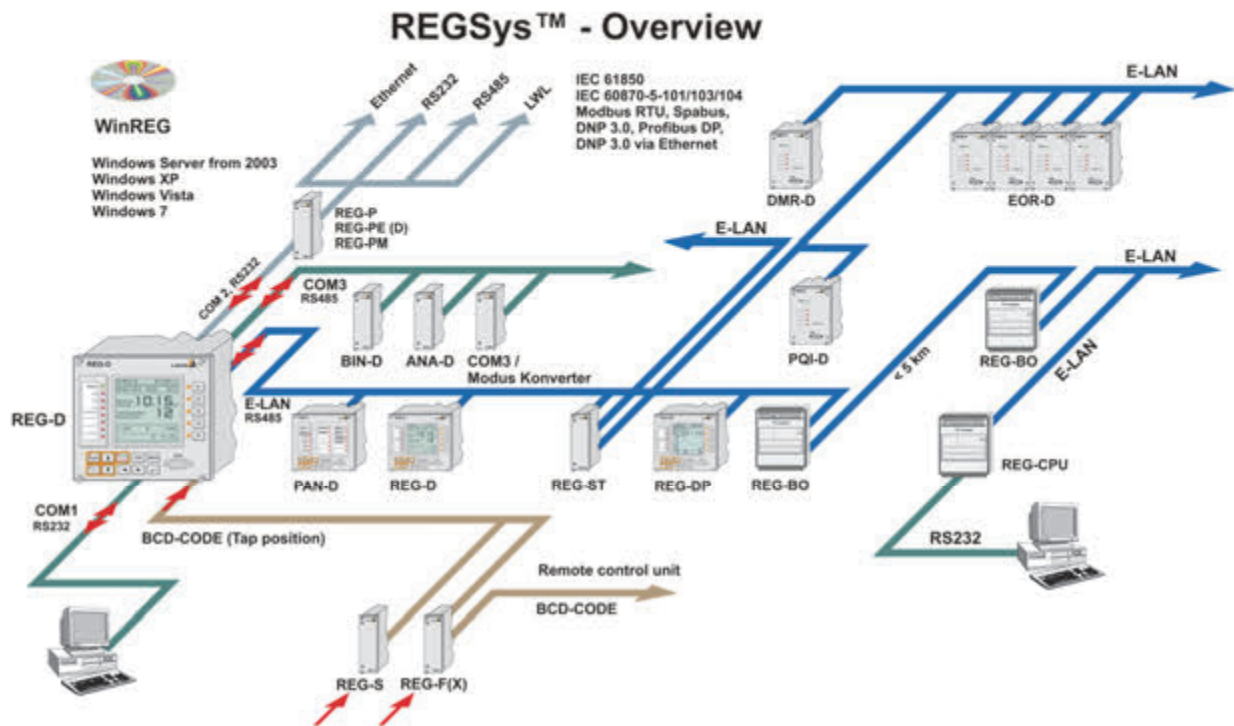 REGSys™ - Overview
WinREG
Windows Server from 2003
Windows XP
Windows Vista
Windows 7
Ethernet
RS232
RS485
LWL
IEC 61850
IEC 60870-5-101/103/104
Modbus RTU, Spabus,
DNP 3.0, Profibus DP,
DNP 3.0 via Ethernet
E-LAN
DMR-D
EOR-D
REG-P
REG-PE (D)
REG-PM
E-LAN
E-LAN
COM 2, RS232
COM3
RS485
BIN-D
ANA-D
COM3 /
Modus Konverter
PQI-D
REG-BO
< 5 km
E-LAN
REG-D
REG-D
10.15
12
E-LAN
RS485
PAN-D
REG-D
REG-ST
REG-DP
REG-BO
REG-CPU
COM1
RS232
BCD-CODE (Tap position)
RS232
Remote control unit
BCD-CODE
REG-S
REG-F(X)